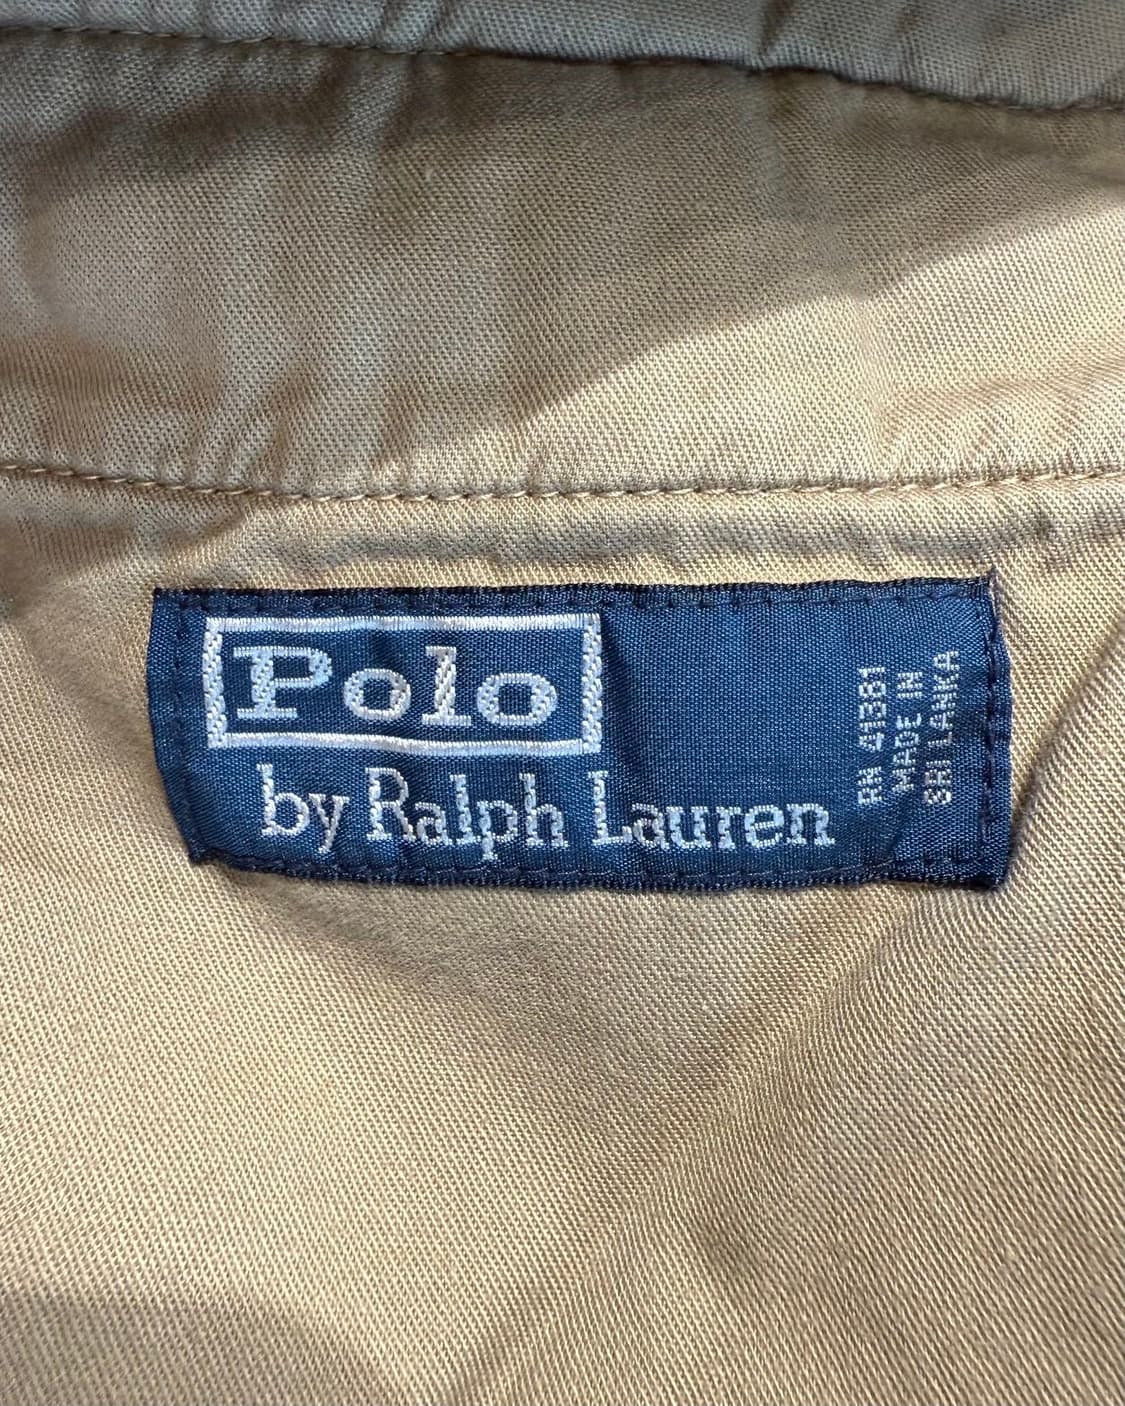 Polo
by Ralph Lauren
RN 41381
MADE IN
SRI LANKA